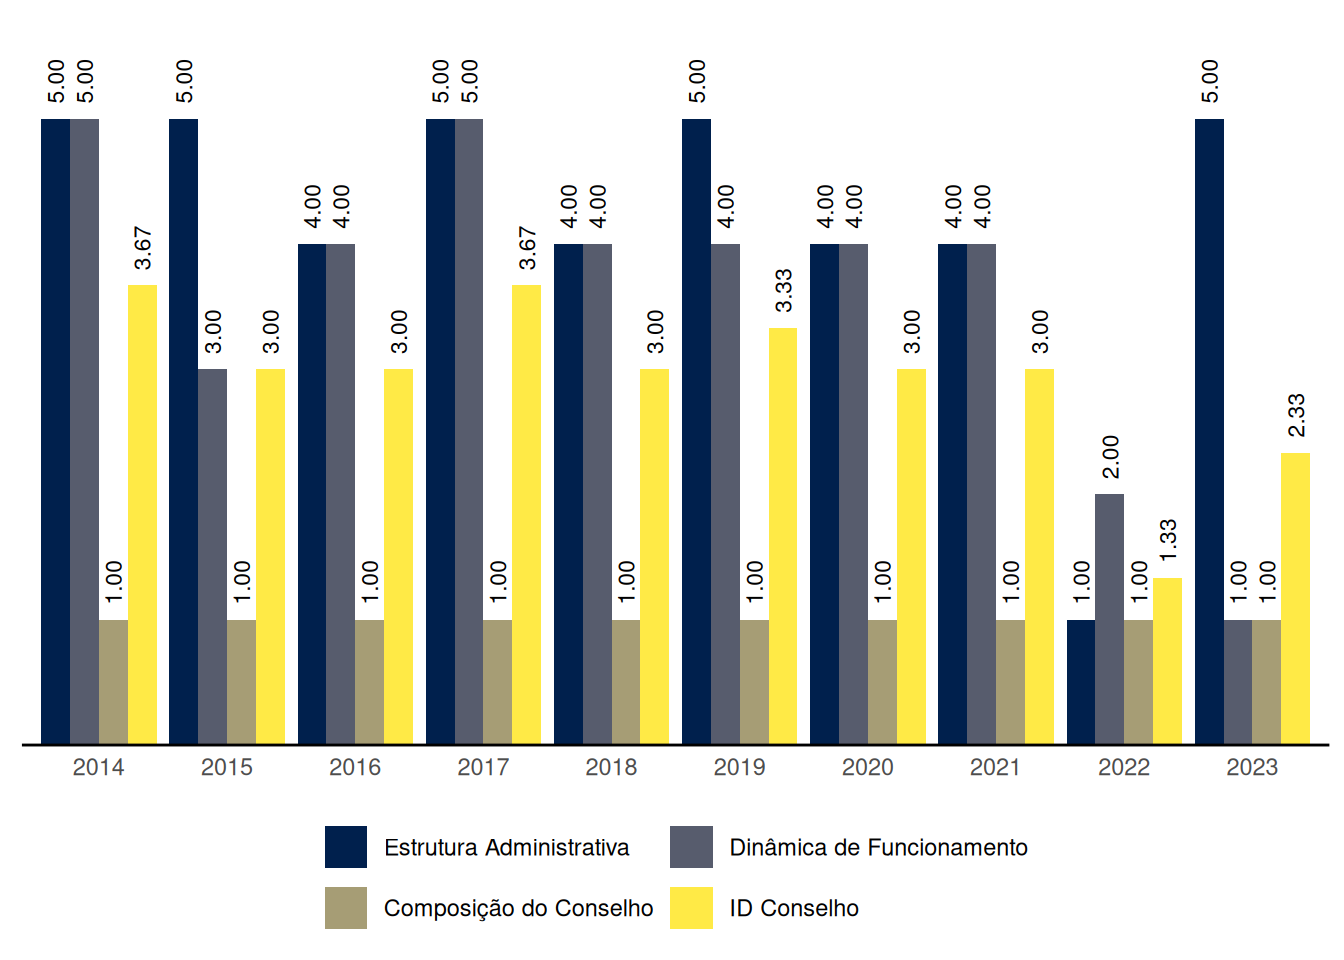 5.00 5.00 1.00 3.67
5.00 3.00 1.00 3.00
4.00 4.00 1.00 3.00
5.00 5.00 1.00 3.67
4.00 4.00 1.00 3.00
5.00 4.00 1.00 3.33
4.00 4.00 1.00 3.00
4.00 4.00 1.00 3.00
1.00 2.00 1.00 1.33
5.00 1.00 1.00 2.33
2014 2015 2016 2017 2018 2019 2020 2021 2022 2023
Estrutura Administrativa Dinâmica de Funcionamento
Composição do Conselho ID Conselho